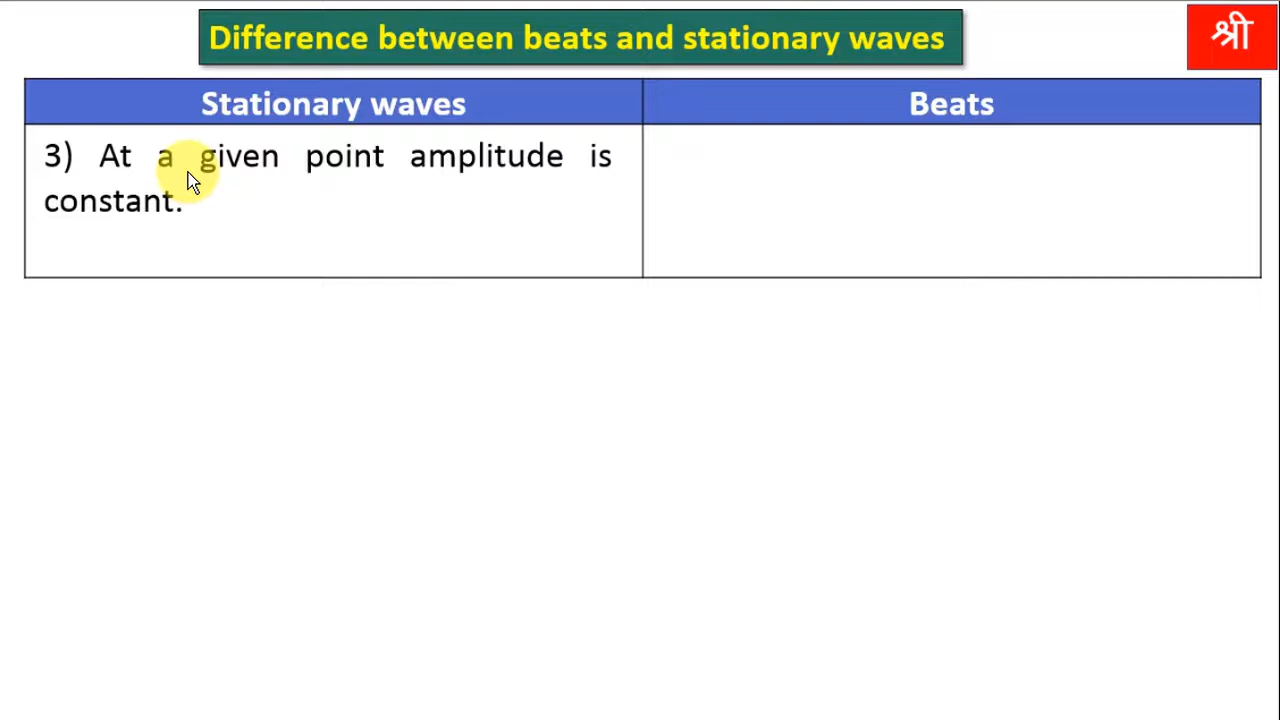 Difference between beats and stationary waves
श्री
Stationary waves
Beats
3) At a given point amplitude is
constant.